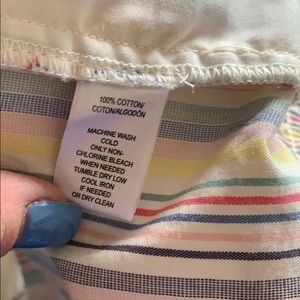 100% COTTON/
COTON/ALGODÓN
MACHINE WASH
COLD
ONLY NON-
CHLORINE BLEACH
WHEN NEEDED
TUMBLE DRY LOW
COOL IRON
IF NEEDED
OR DRY CLEAN